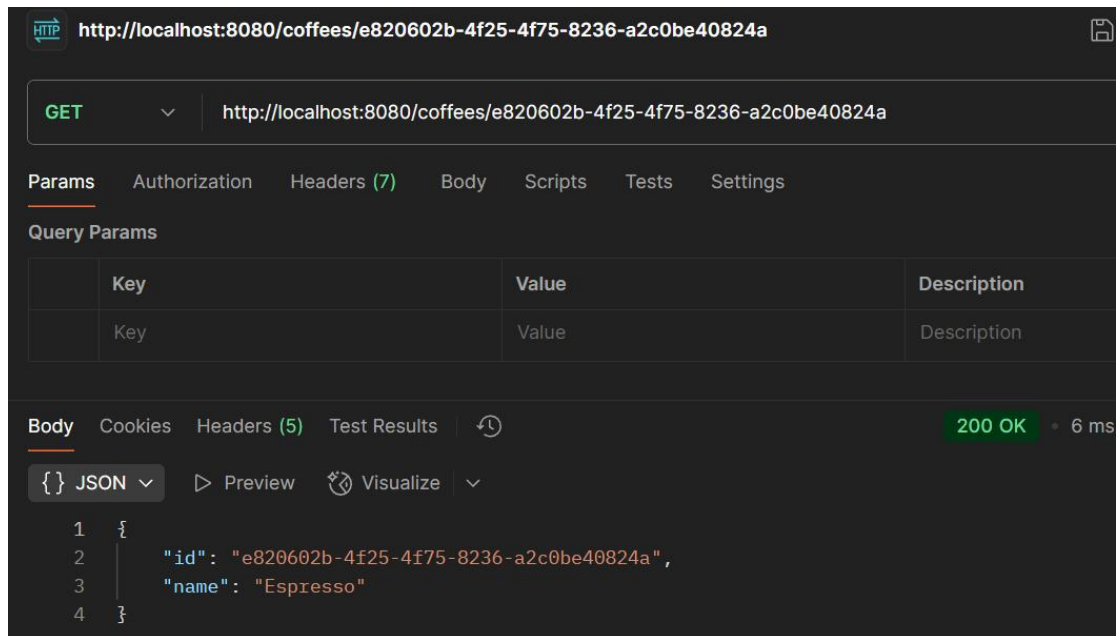 HTTP http://localhost:8080/coffees/e820602b-4f25-4f75-8236-a2c0be40824a
GET http://localhost:8080/coffees/e820602b-4f25-4f75-8236-a2c0be40824a
Params Authorization Headers (7) Body Scripts Tests Settings
Query Params
Key Value Description
Key Value Description
Body Cookies Headers (5) Test Results 200 OK • 6 ms
{} JSON Preview Visualize
1 {
2 "id": "e820602b-4f25-4f75-8236-a2c0be40824a",
3 "name": "Espresso"
4 }